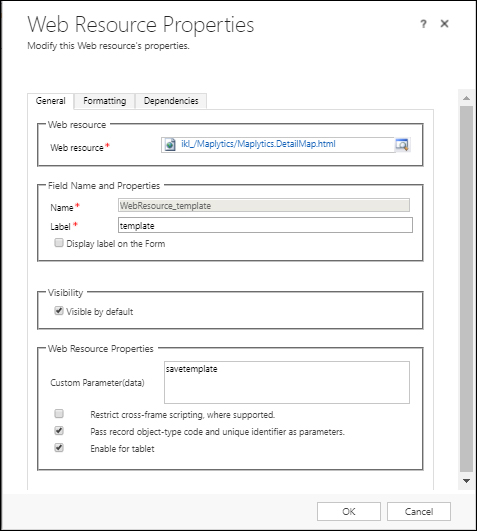 Web Resource Properties
? ×
Modify this Web resource's properties.
General Formatting Dependencies
Web resource
Web resource * ikl_/Maplytics/Maplytics.DetailMap.html
Field Name and Properties
Name * WebResource_template
Label * template
Display label on the Form
Visibility
Visible by default
Web Resource Properties
savetemplate
Custom Parameter(data)
Restrict cross-frame scripting, where supported.
Pass record object-type code and unique identifier as parameters.
Enable for tablet
OK Cancel